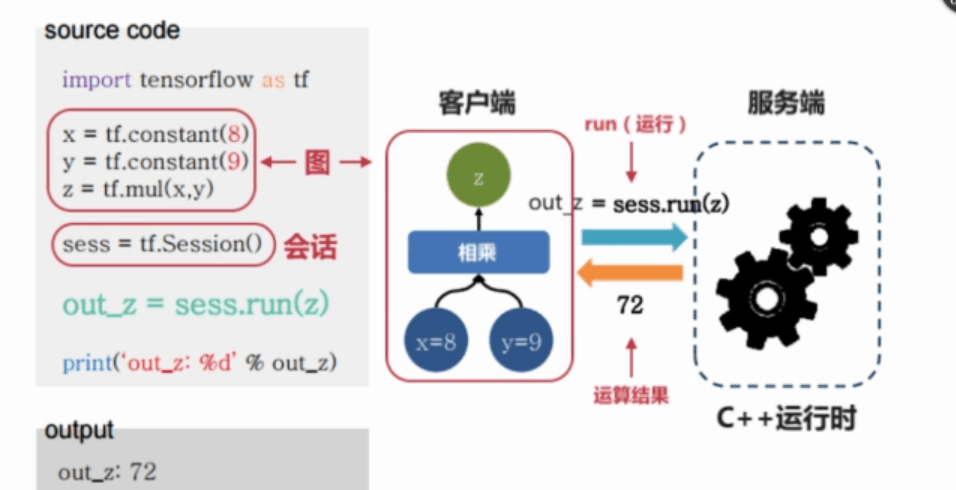 source code
import tensorflow as tf
x = tf.constant(8)
y = tf.constant(9)
z = tf.mul(x,y)
图
sess = tf.Session()
会话
out_z = sess.run(z)
print(‘out_z: %d’ % out_z)
output
out_z: 72
客户端
z
相乘
x=8
y=9
run（运行）
out_z = sess.run(z)
72
运算结果
服务端
C++运行时